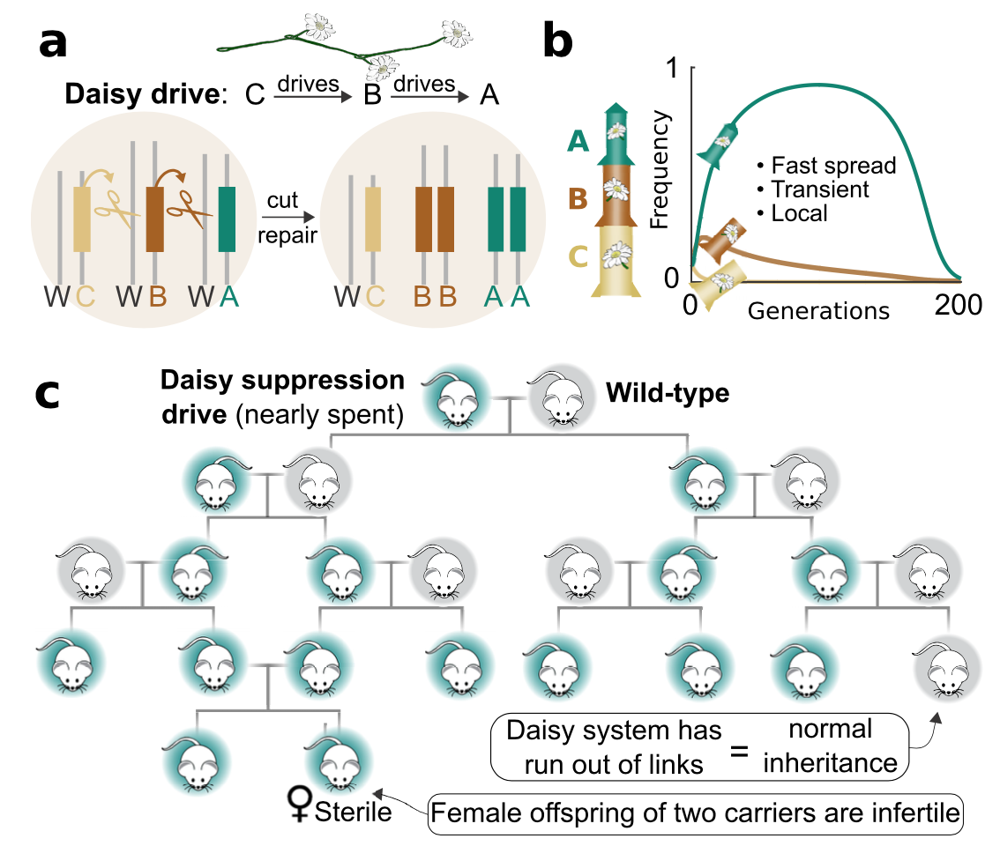 a
drives drives
Daisy drive: C B A
cut
repair
W C W B W A
W C B B A A
b
A
B
C
Frequency
1
0
• Fast spread
• Transient
• Local
0 Generations 200
c
Daisy suppression
drive (nearly spent)
Wild-type
Daisy system has
run out of links
=
normal
inheritance
♀ Sterile
Female offspring of two carriers are infertile